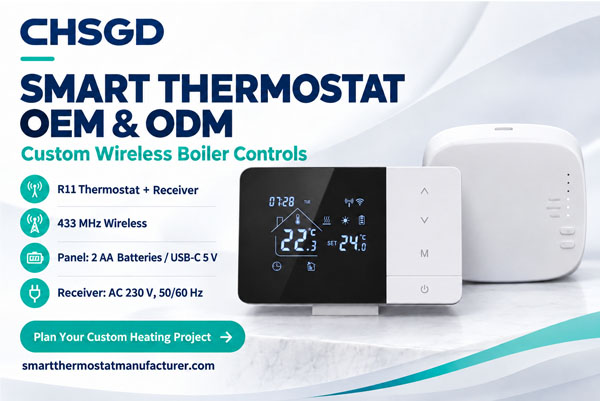 CHSGD
SMART THERMOSTAT
OEM & ODM
Custom Wireless Boiler Controls
R11 Thermostat + Receiver
433 MHz Wireless
Panel: 2 AA Batteries / USB-C 5 V
Receiver: AC 230 V, 50/60 Hz
Plan Your Custom Heating Project
smartthermostatmanufacturer.com
07:28 TUE
22.3°C SET 24.0°C
M